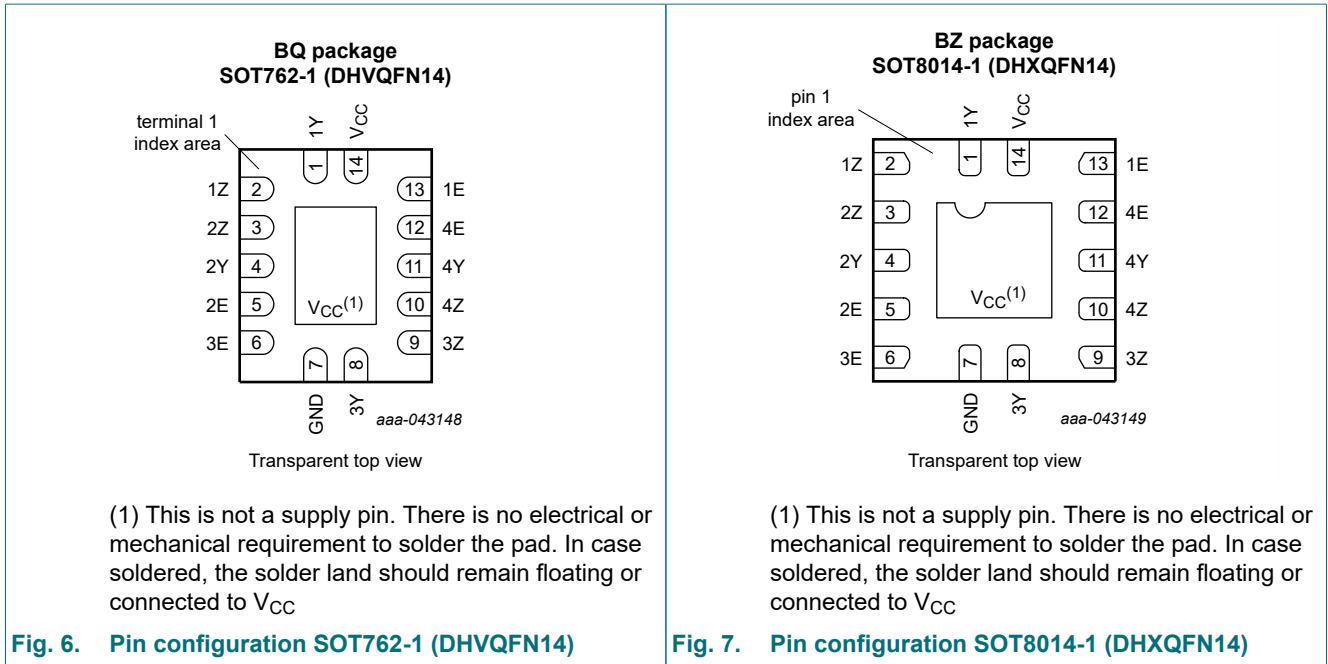 BQ package
SOT762-1 (DHVQFN14)
terminal 1
index area
1Y VCC
1 14
1Z 2 13 1E
2Z 3 12 4E
2Y 4 11 4Y
2E 5 VCC(1) 10 4Z
3E 6 9 3Z
7 8
GND 3Y aaa-043148
Transparent top view
(1) This is not a supply pin. There is no electrical or
mechanical requirement to solder the pad. In case
soldered, the solder land should remain floating or
connected to VCC
Fig. 6. Pin configuration SOT762-1 (DHVQFN14)
BZ package
SOT8014-1 (DHXQFN14)
pin 1
index area
1Y VCC
1 14
1Z 2 13 1E
2Z 3 12 4E
2Y 4 11 4Y
2E 5 VCC(1) 10 4Z
3E 6 9 3Z
7 8
GND 3Y aaa-043149
Transparent top view
(1) This is not a supply pin. There is no electrical or
mechanical requirement to solder the pad. In case
soldered, the solder land should remain floating or
connected to VCC
Fig. 7. Pin configuration SOT8014-1 (DHXQFN14)